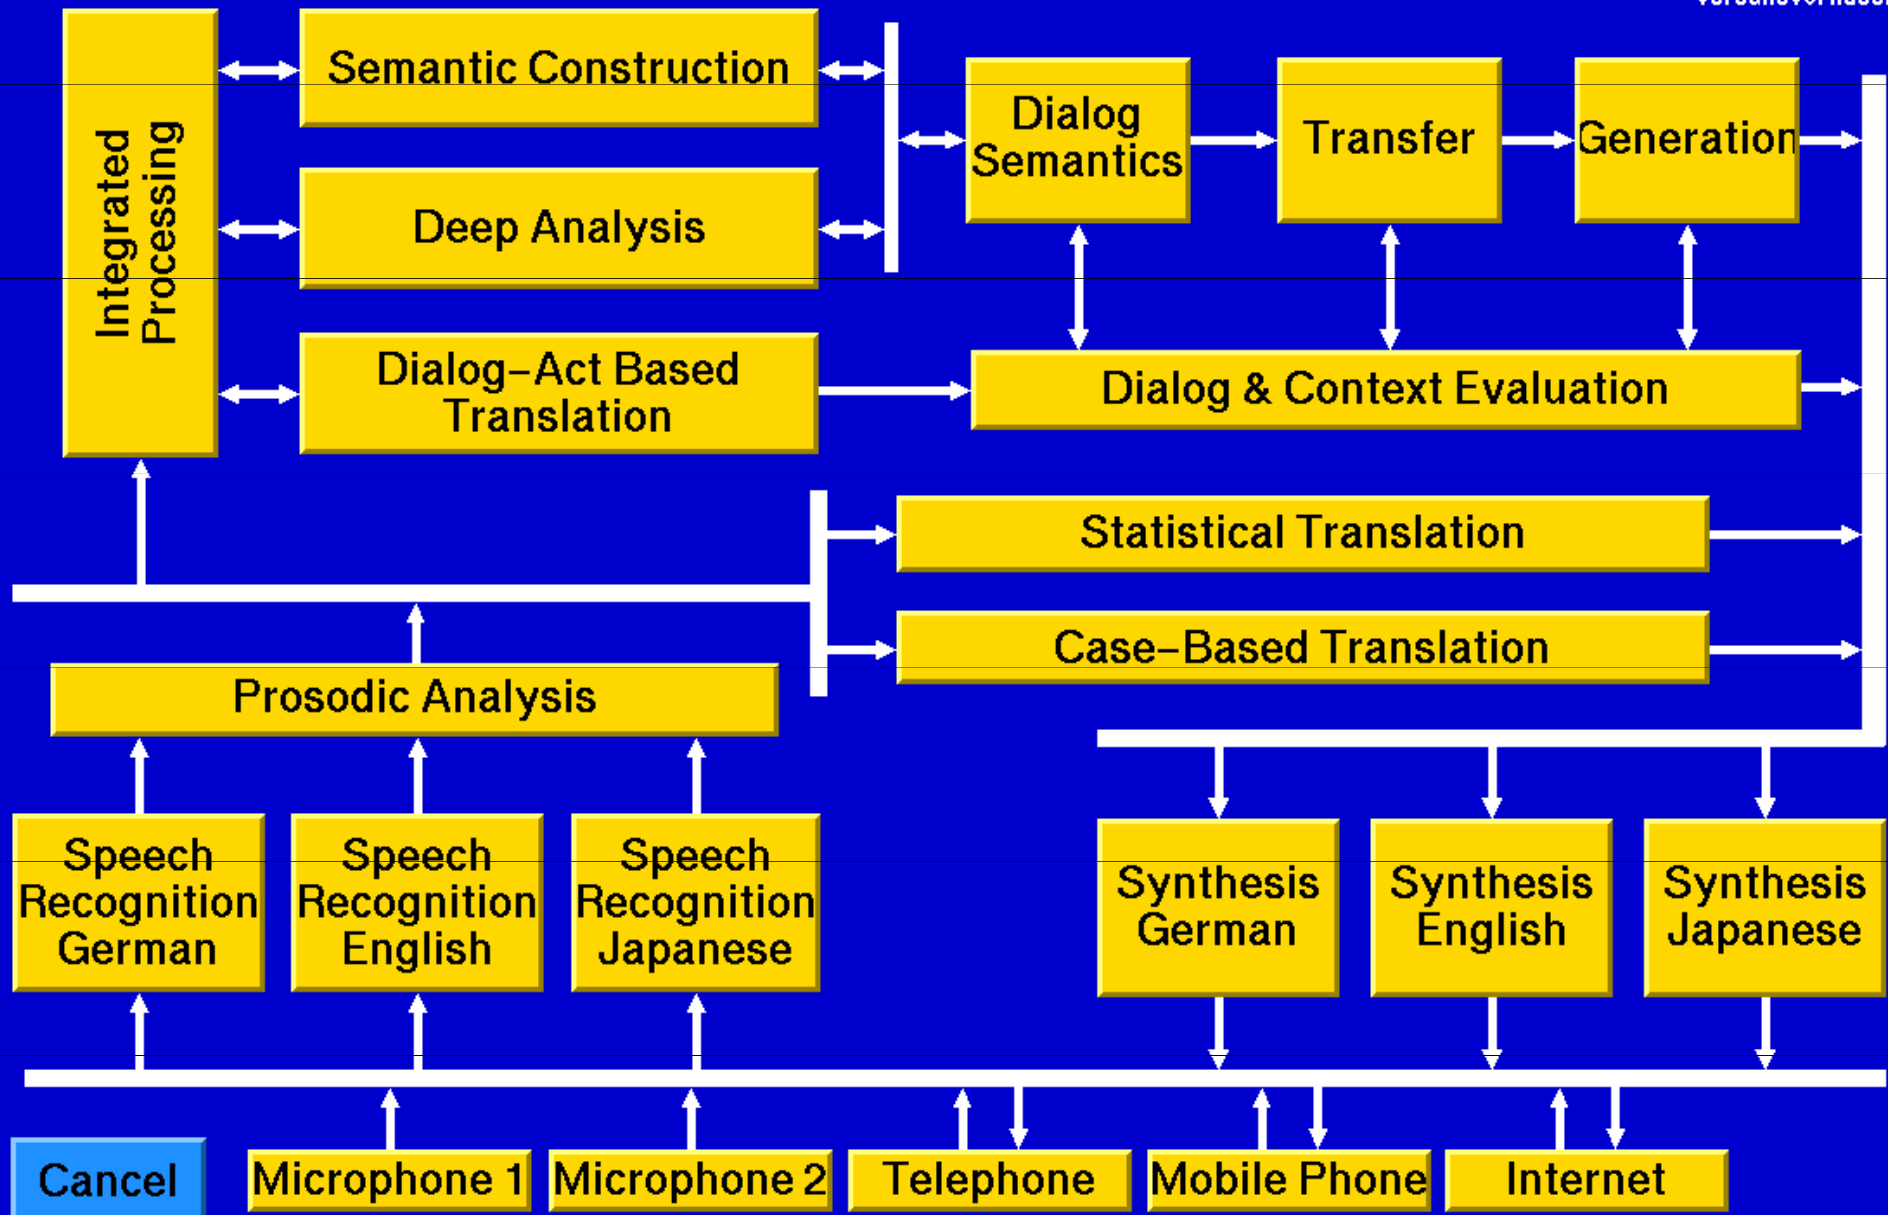 Integrated
Processing
Semantic Construction
Deep Analysis
Dialog–Act Based
Translation
Dialog
Semantics
Transfer
Generation
Dialog & Context Evaluation
Statistical Translation
Case–Based Translation
Prosodic Analysis
Speech
Recognition
German
Speech
Recognition
English
Speech
Recognition
Japanese
Synthesis
German
Synthesis
English
Synthesis
Japanese
Cancel
Microphone 1
Microphone 2
Telephone
Mobile Phone
Internet